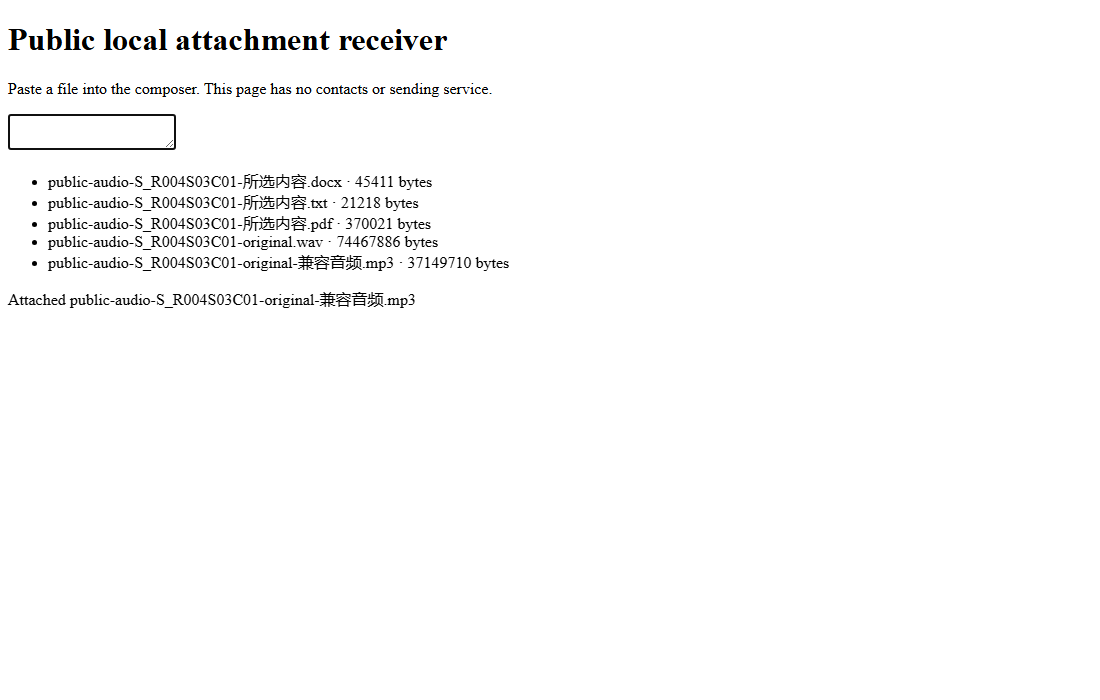 Public local attachment receiver
Paste a file into the composer. This page has no contacts or sending service.
• public-audio-S_R004S03C01-所选内容.docx · 45411 bytes
• public-audio-S_R004S03C01-所选内容.txt · 21218 bytes
• public-audio-S_R004S03C01-所选内容.pdf · 370021 bytes
• public-audio-S_R004S03C01-original.wav · 74467886 bytes
• public-audio-S_R004S03C01-original-兼容音频.mp3 · 37149710 bytes
Attached public-audio-S_R004S03C01-original-兼容音频.mp3